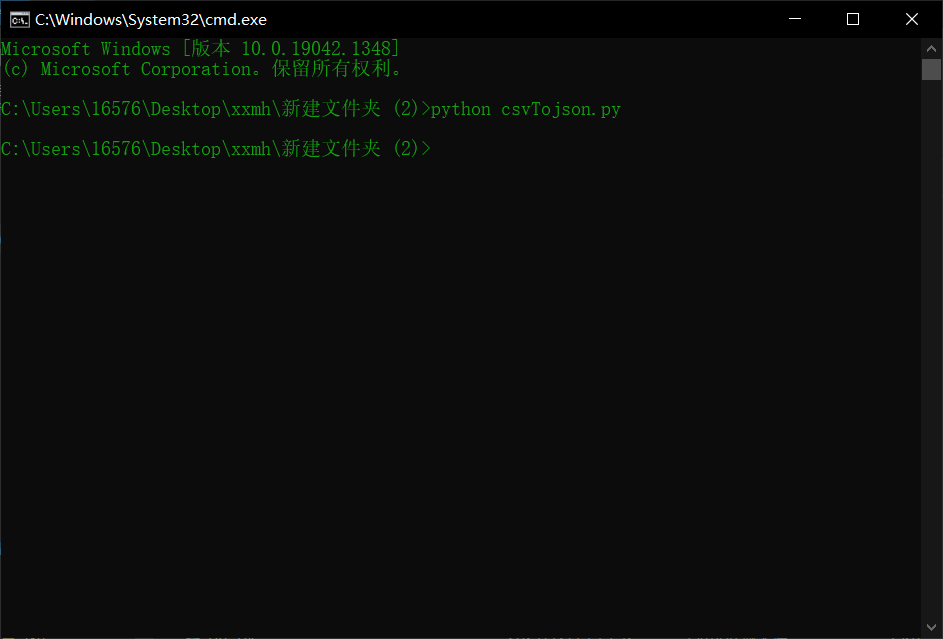 C:\Windows\System32\cmd.exe
Microsoft Windows [版本 10.0.19042.1348]
(c) Microsoft Corporation。保留所有权利。
C:\Users\16576\Desktop\xxmh\新建文件夹 (2)>python csvTojson.py
C:\Users\16576\Desktop\xxmh\新建文件夹 (2)>